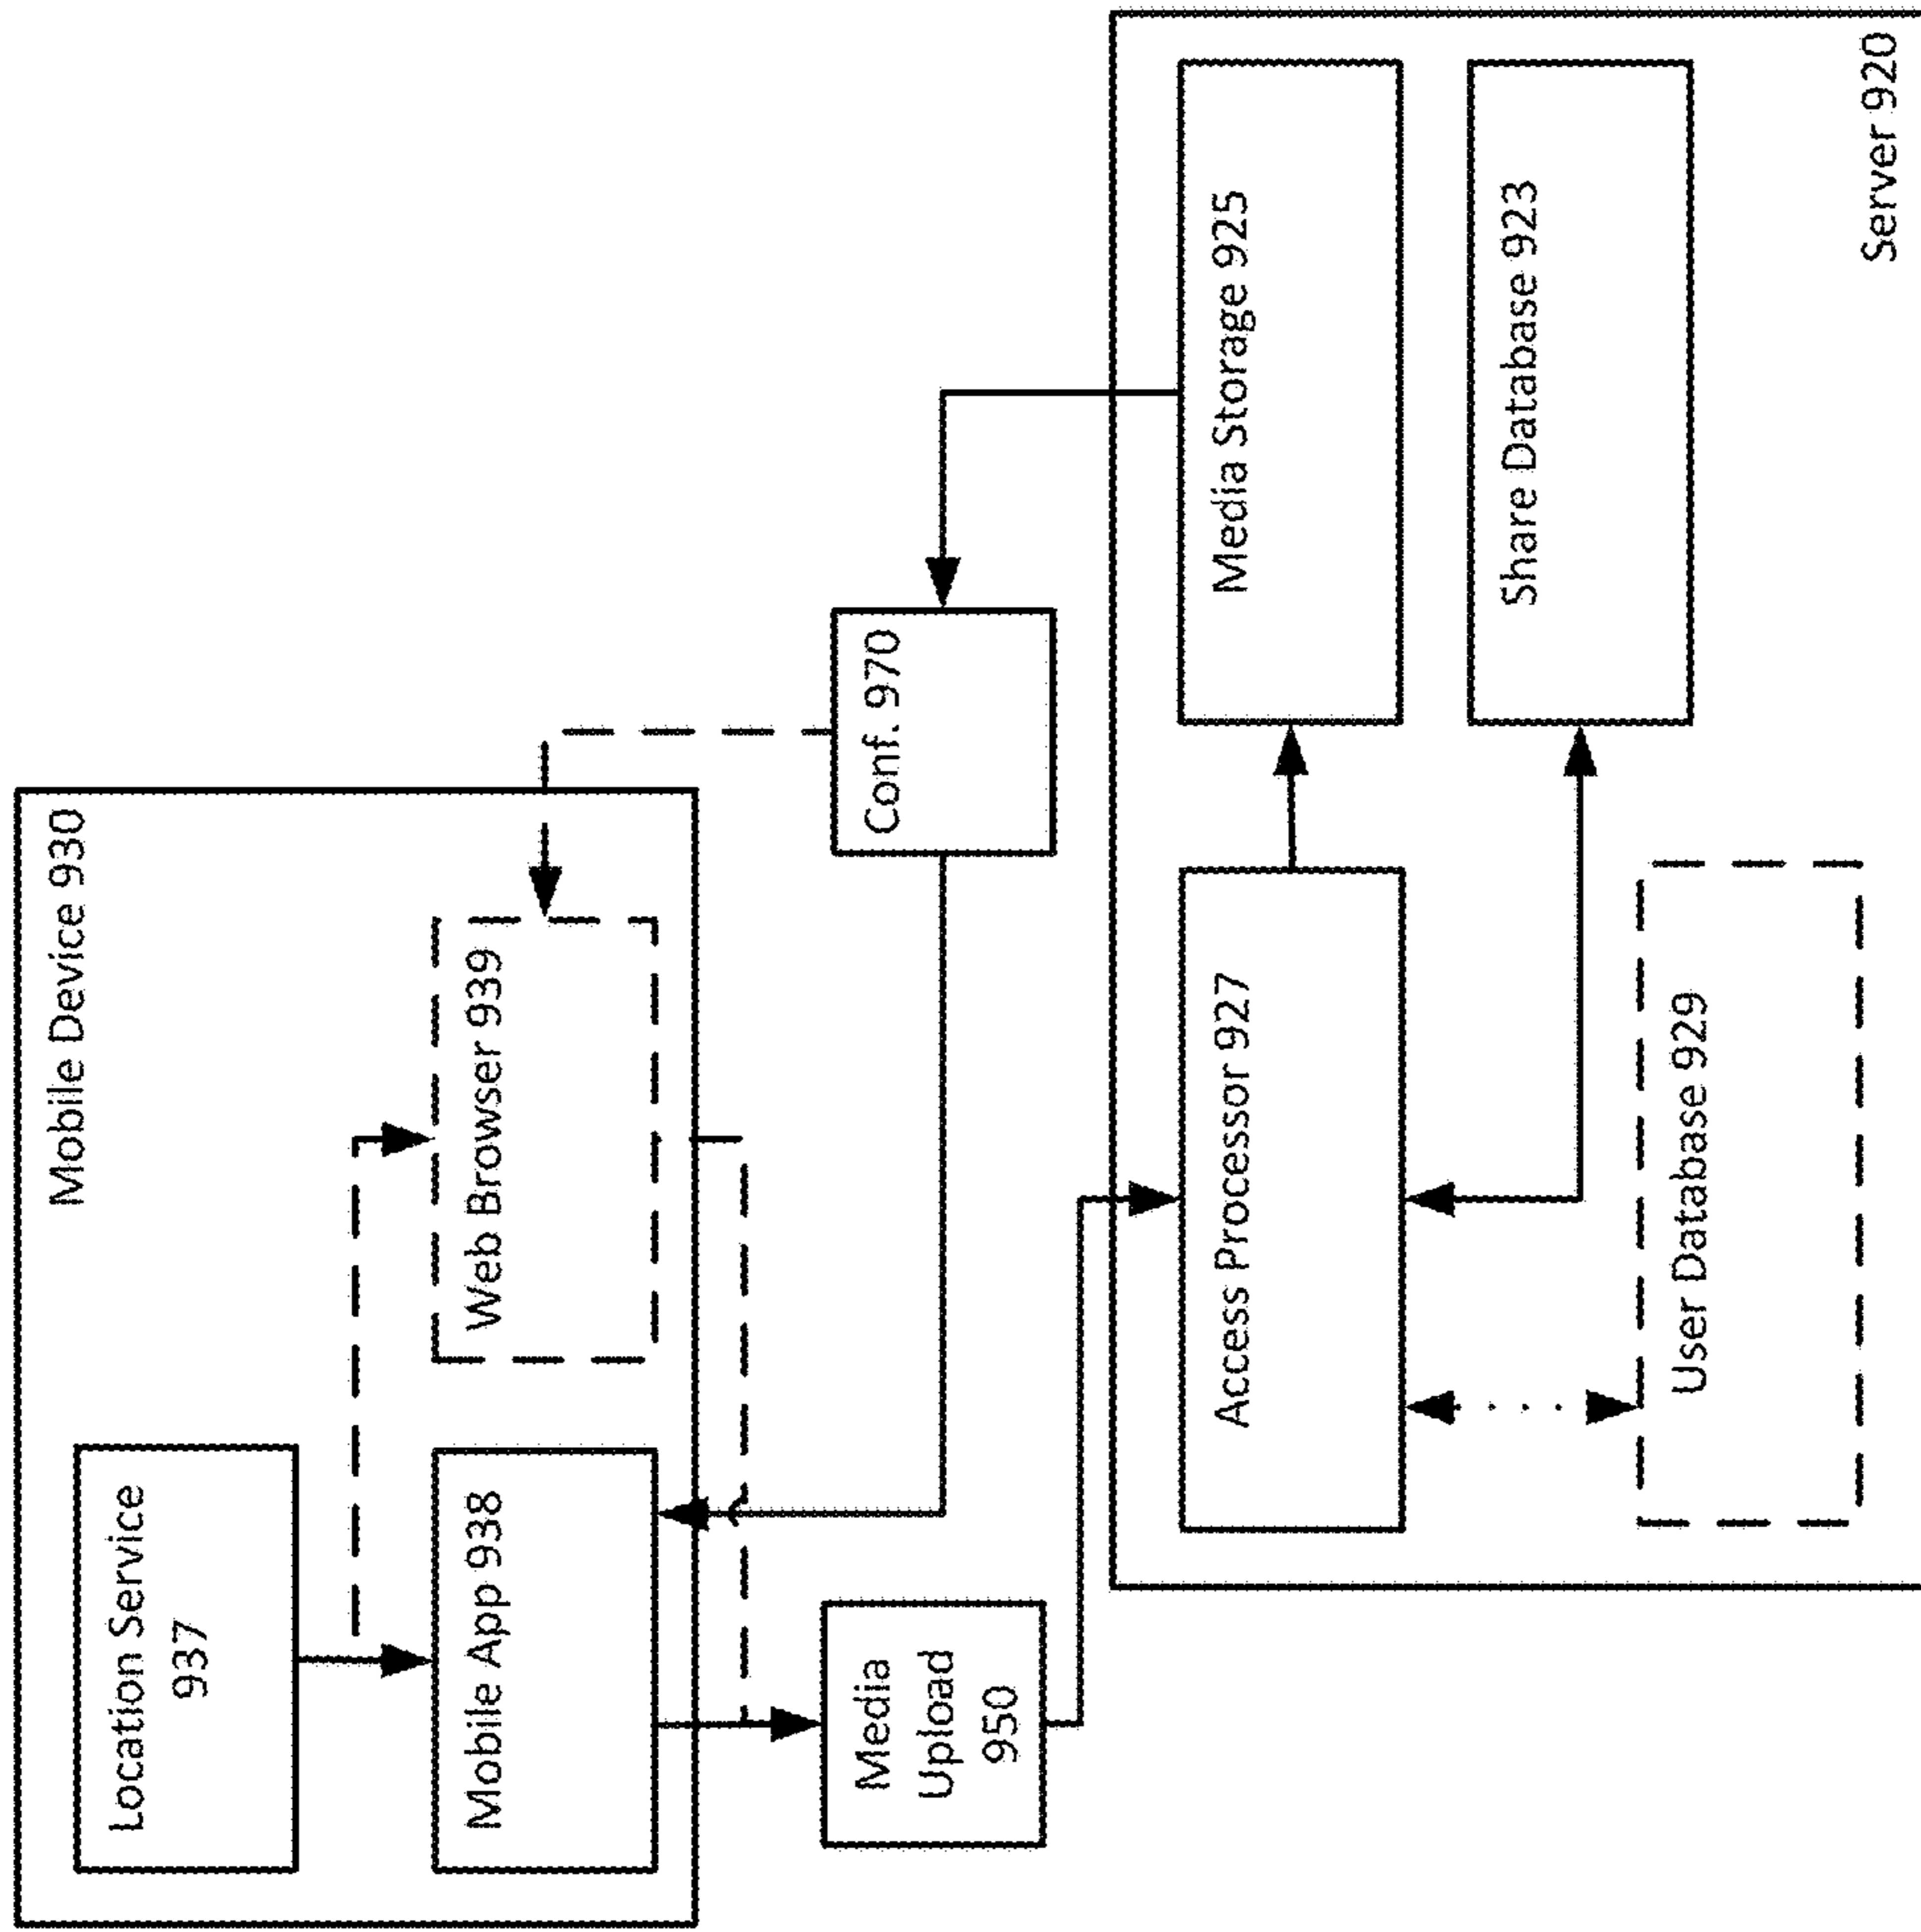 Mobile Device 930
Location Service
937
Mobile App 938
Web Browser 939
Media
Upload
950
Conf. 970
Access Processor 927
Media Storage 925
User Database 929
Share Database 923
Server 920